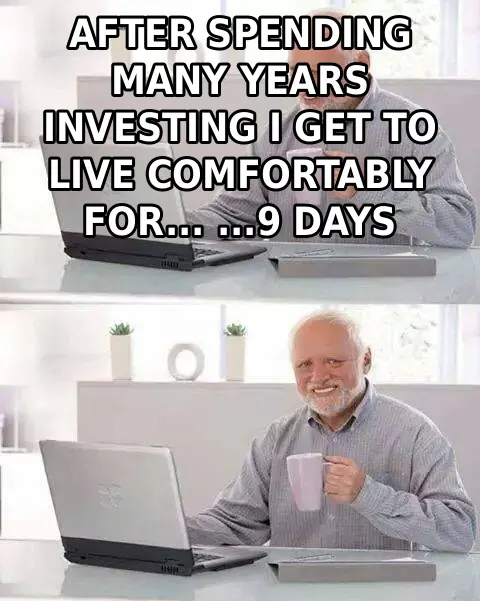 AFTER SPENDING
MANY YEARS
INVESTING I GET TO
LIVE COMFORTABLY
FOR... ...9 DAYS